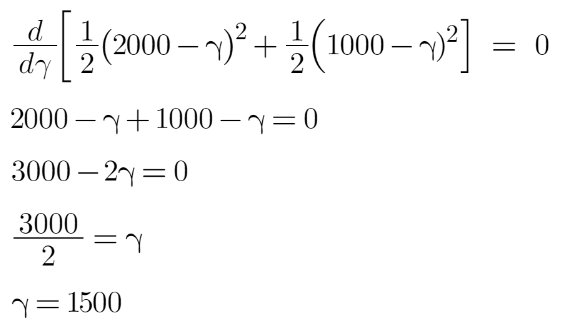 d/dγ [ 1/2 (2000 − γ)² + 1/2 (1000 − γ)² ] = 0
2000 − γ + 1000 − γ = 0
3000 − 2γ = 0
3000/2 = γ
γ = 1500